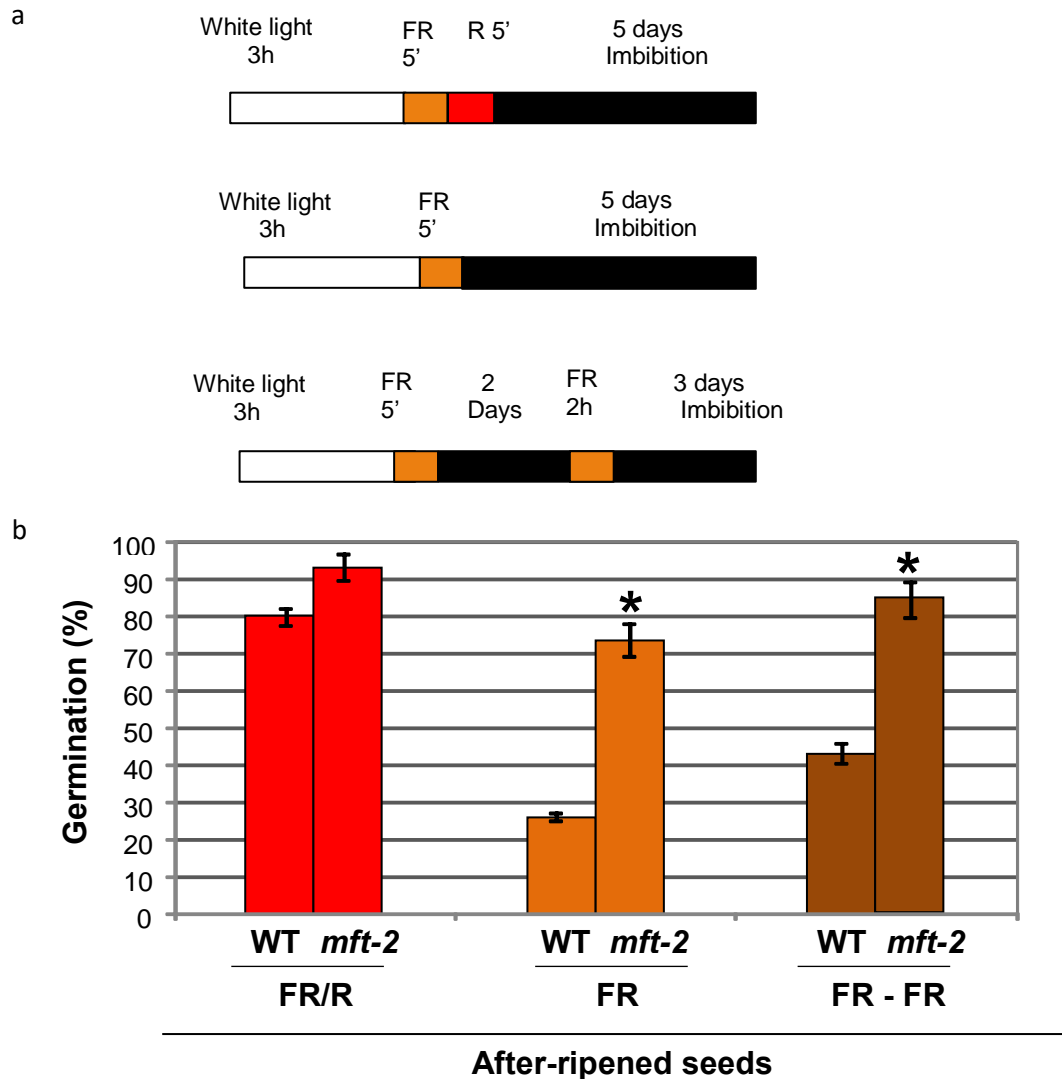 a
White light FR R 5’ 5 days
3h 5’ Imbibition
White light FR 5 days
3h 5’ Imbibition
White light FR 2 FR 3 days
3h 5’ Days 2h Imbibition
b
Germination (%)
100
90
80
70
60
50
40
30
20
10
0
* *
WT mft-2 WT mft-2 WT mft-2
FR/R FR FR - FR
After-ripened seeds